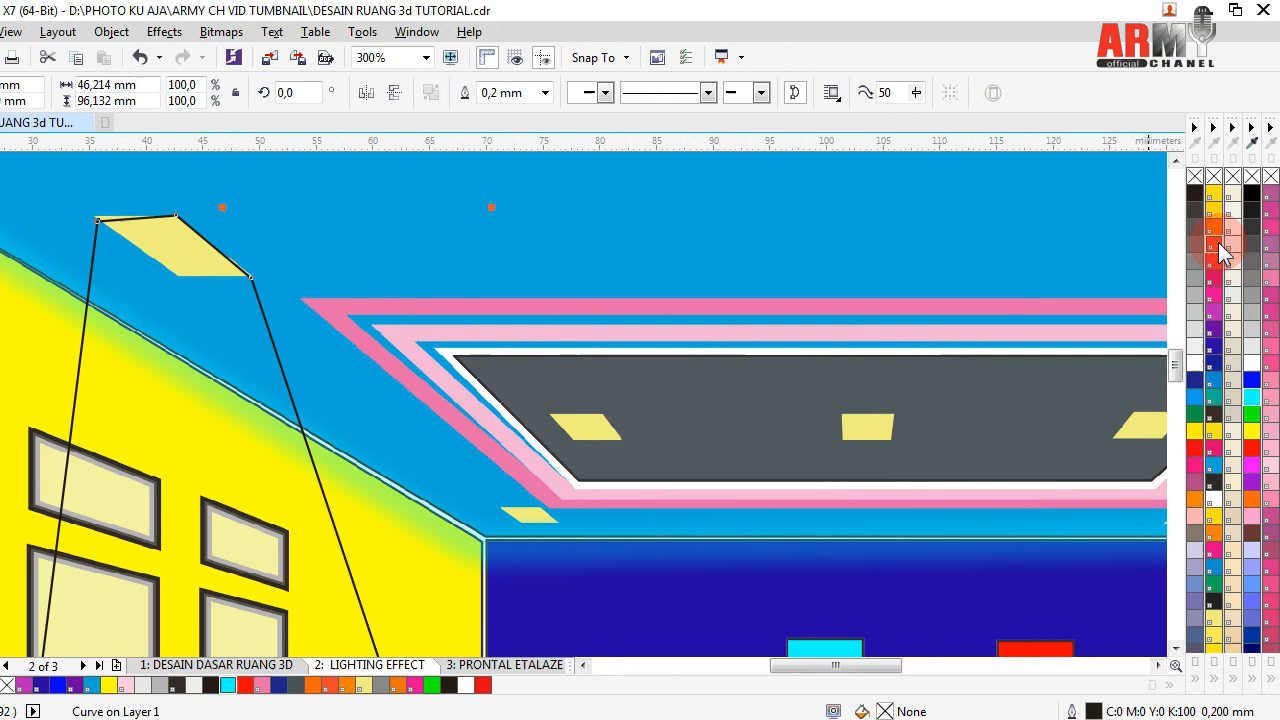 X7 (64-Bit) - D:\PHOTO KU AJA\ARMY CH VID TUMBNAIL\DESAIN RUANG 3d TUTORIAL.cdr
View Layout Object Effects Bitmaps Text Table Tools Window Help
ARMY
official CHANEL
300% Snap To
mm 46,214 mm 100,0 %
mm 96,132 mm 100,0 %
0,0 °
0,2 mm
50
RUANG 3d TU...
30 35 40 45 50 55 60 65 70 75 80 85 90 95 100 105 110 115 120 125 millimeters
2 of 3 1: DESAIN DASAR RUANG 3D 2: LIGHTING EFFECT 3: PRONTAL ETALAZE
92 ) Curve on Layer 1 None C:0 M:0 Y:0 K:100 0,200 mm